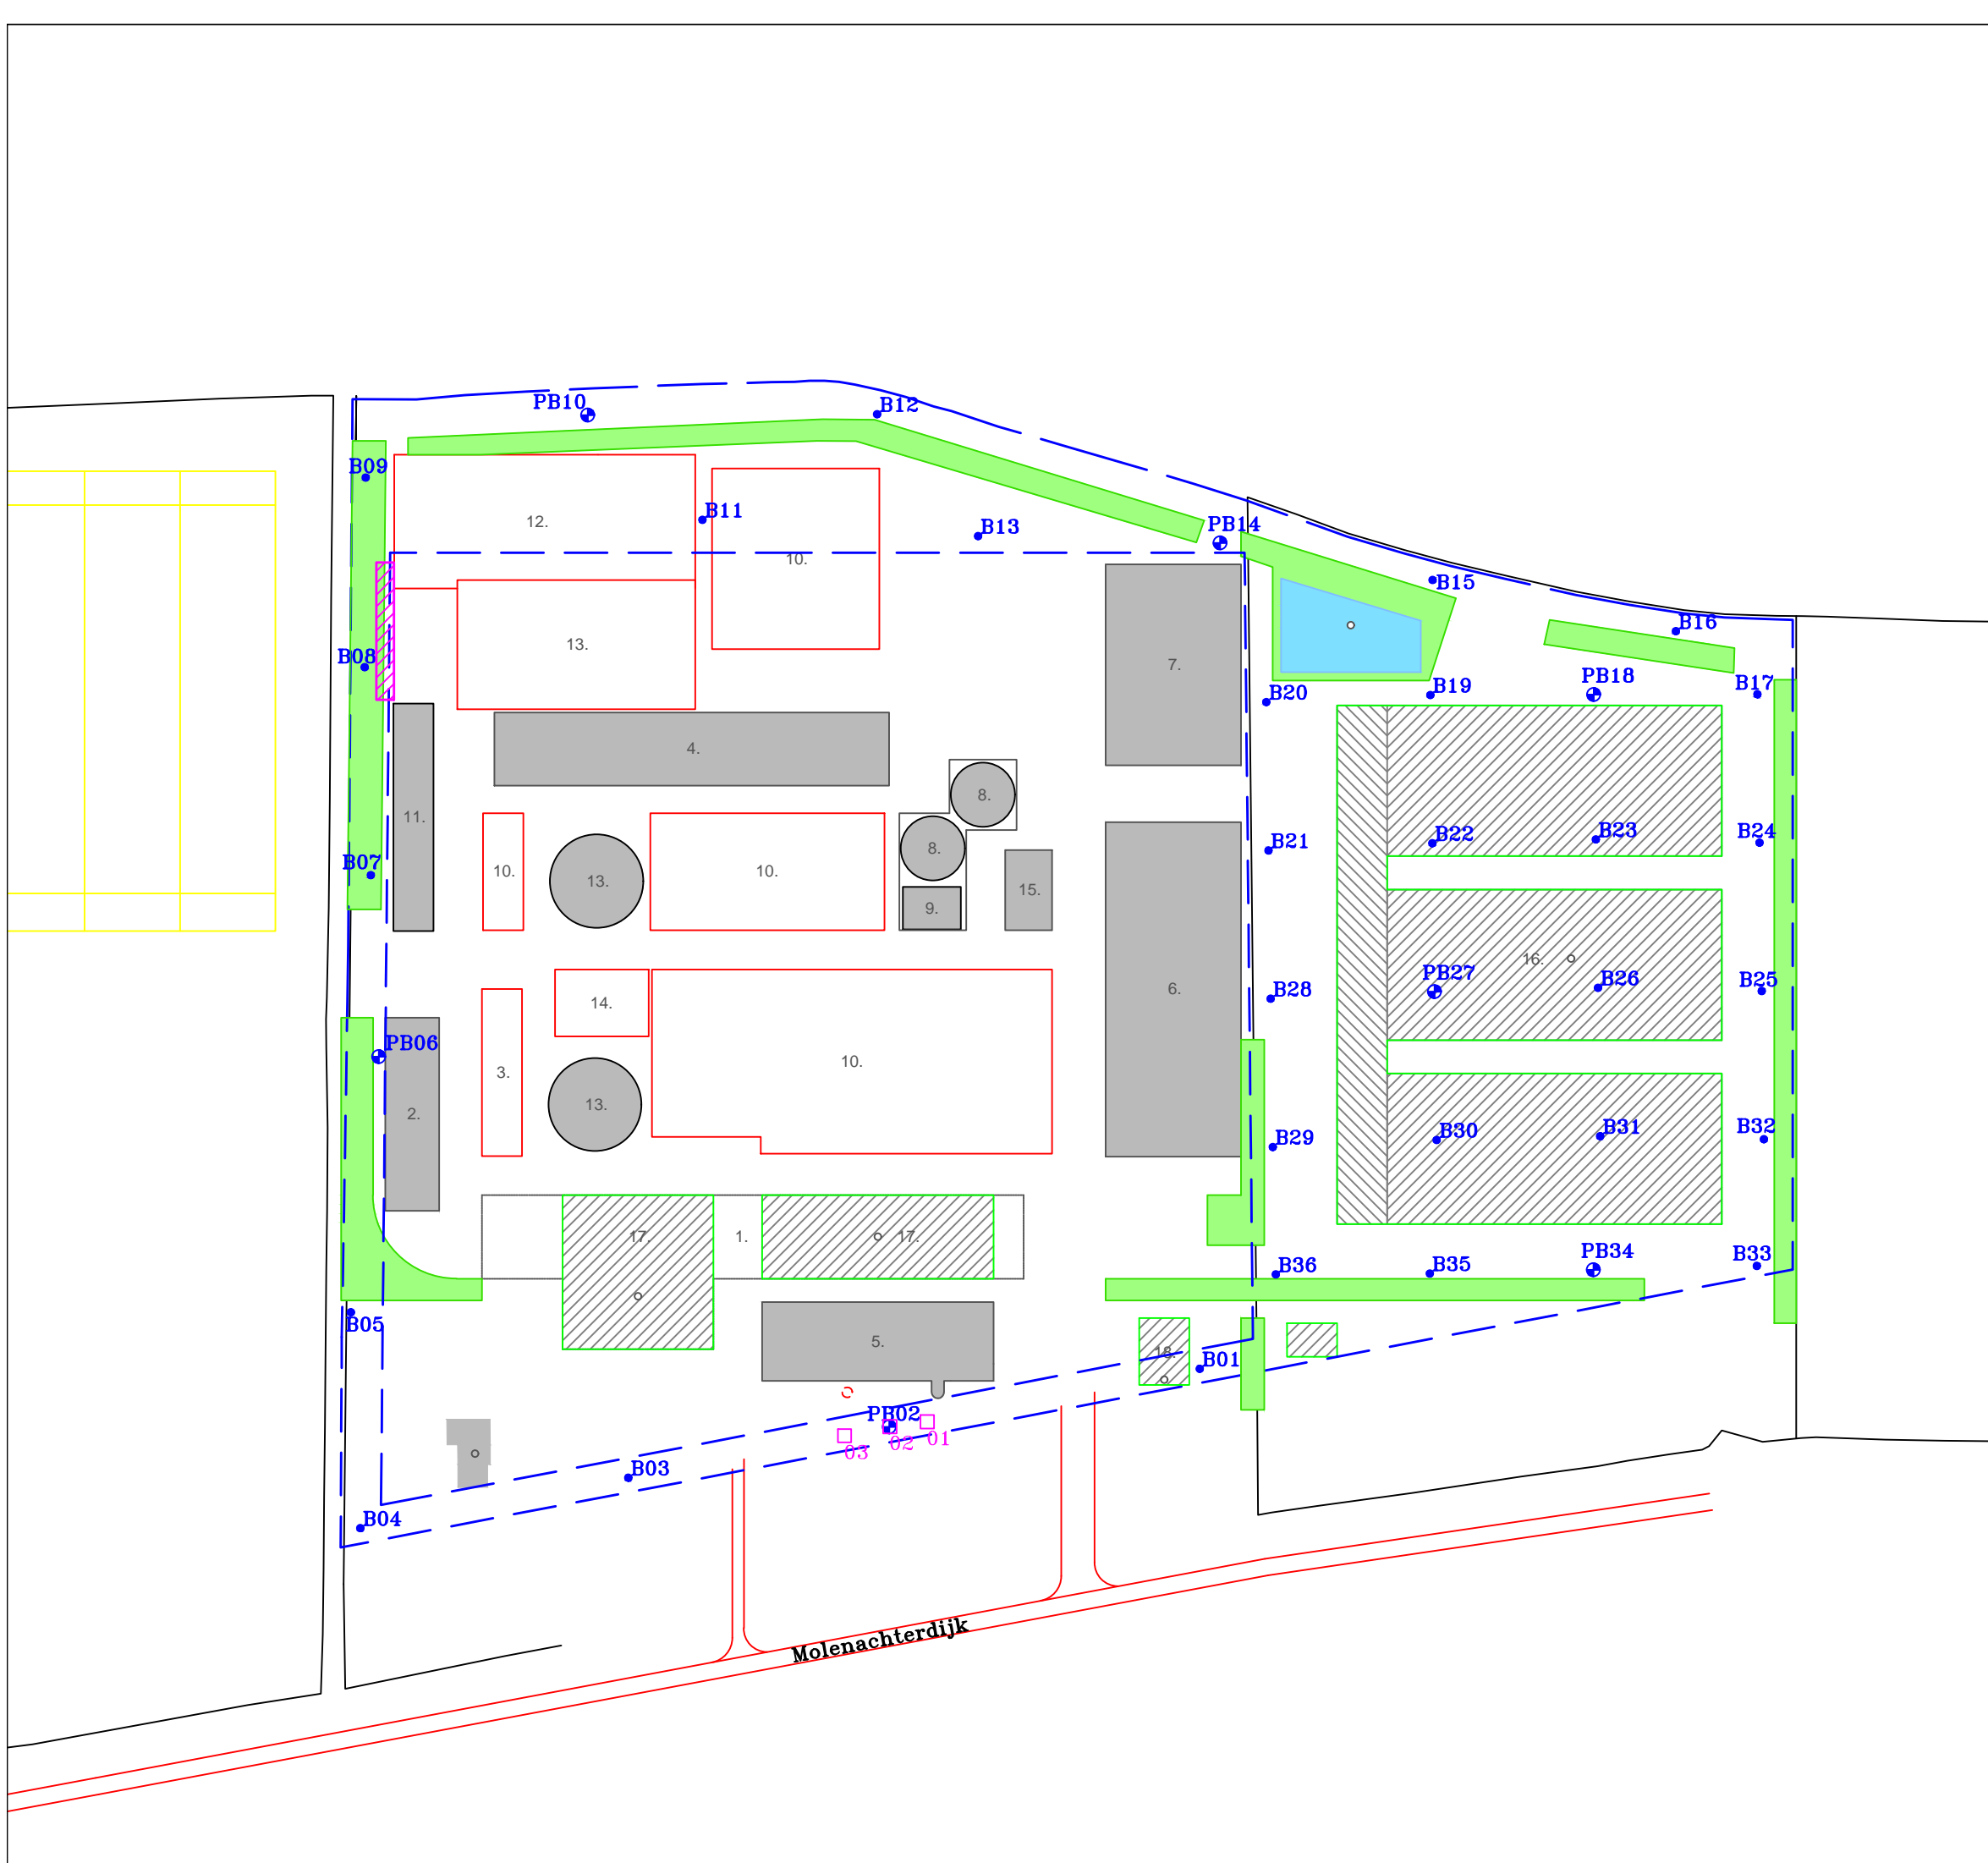 PB10
B12
B09
B11
B13
PB14
12.
10.
B15
B16
13.
B08
7.
B20
B19
PB18
B17
4.
8.
11.
B21
B22
B23
B24
8.
B07
10.
13.
10.
9.
15.
16.
PB27
B26
B25
B28
14.
6.
PB06
3.
10.
13.
2.
B29
B30
B31
B32
17.
1.
17.
B36
B35
PB34
B33
B05
5.
18.
B01
PB02
03
02
01
B03
B04
Molenachterdijk